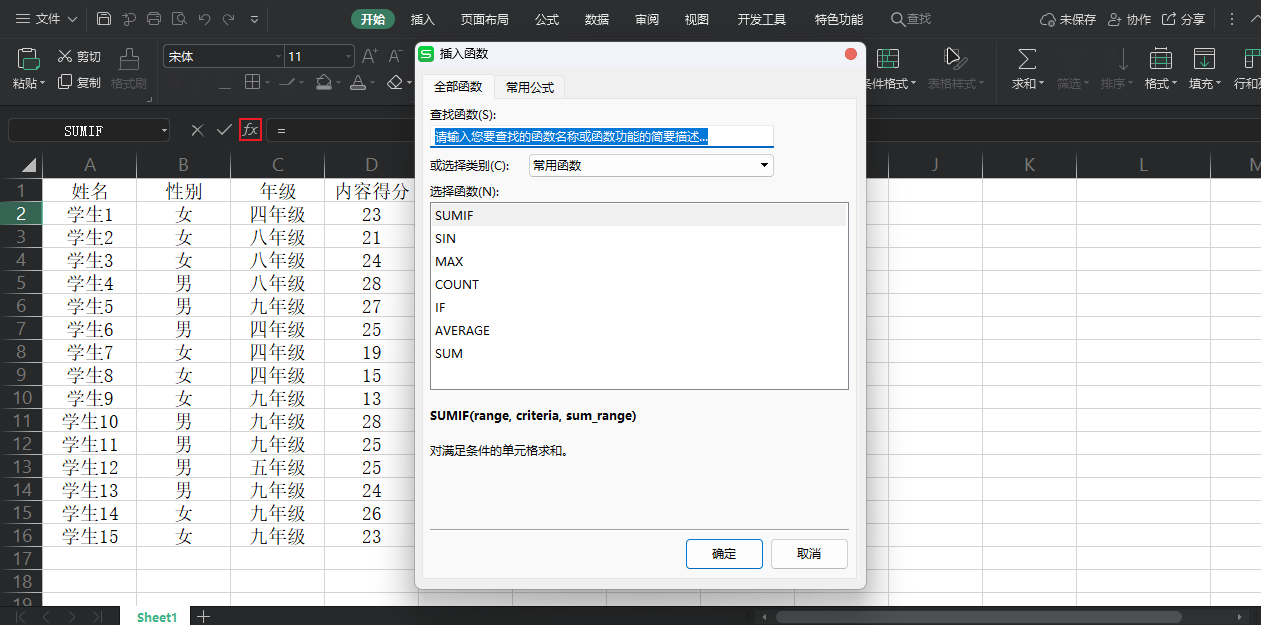 文件 开始 插入 页面布局 公式 数据 审阅 视图 开发工具 特色功能 查找 未保存 协作 分享
粘贴 剪切 复制 格式刷 宋体 11 A+ A- 条件格式 表格样式 求和 筛选 排序 格式 填充
SUMIF fx =
插入函数
全部函数 常用公式
查找函数(S):
请输入您要查找的函数名称或函数功能的简要描述...
或选择类别(C): 常用函数
选择函数(N):
SUMIF
SIN
MAX
COUNT
IF
AVERAGE
SUM
SUMIF(range, criteria, sum_range)
对满足条件的单元格求和。
确定 取消
A B C D J K L M
1 姓名 性别 年级 内容得分
2 学生1 女 四年级 23
3 学生2 女 八年级 21
4 学生3 女 八年级 24
5 学生4 男 八年级 28
6 学生5 男 九年级 27
7 学生6 男 四年级 25
8 学生7 女 四年级 19
9 学生8 女 四年级 15
10 学生9 女 九年级 13
11 学生10 男 九年级 28
12 学生11 男 九年级 25
13 学生12 男 五年级 25
14 学生13 男 九年级 24
15 学生14 女 九年级 26
16 学生15 女 九年级 23
17
18
19
Sheet1